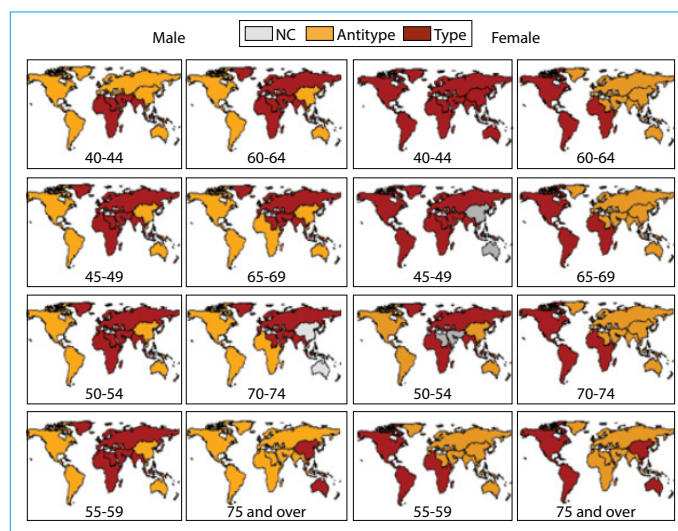 Male NC Antitype Type Female
40-44 60-64 40-44 60-64
45-49 65-69 45-49 65-69
50-54 70-74 50-54 70-74
55-59 75 and over 55-59 75 and over